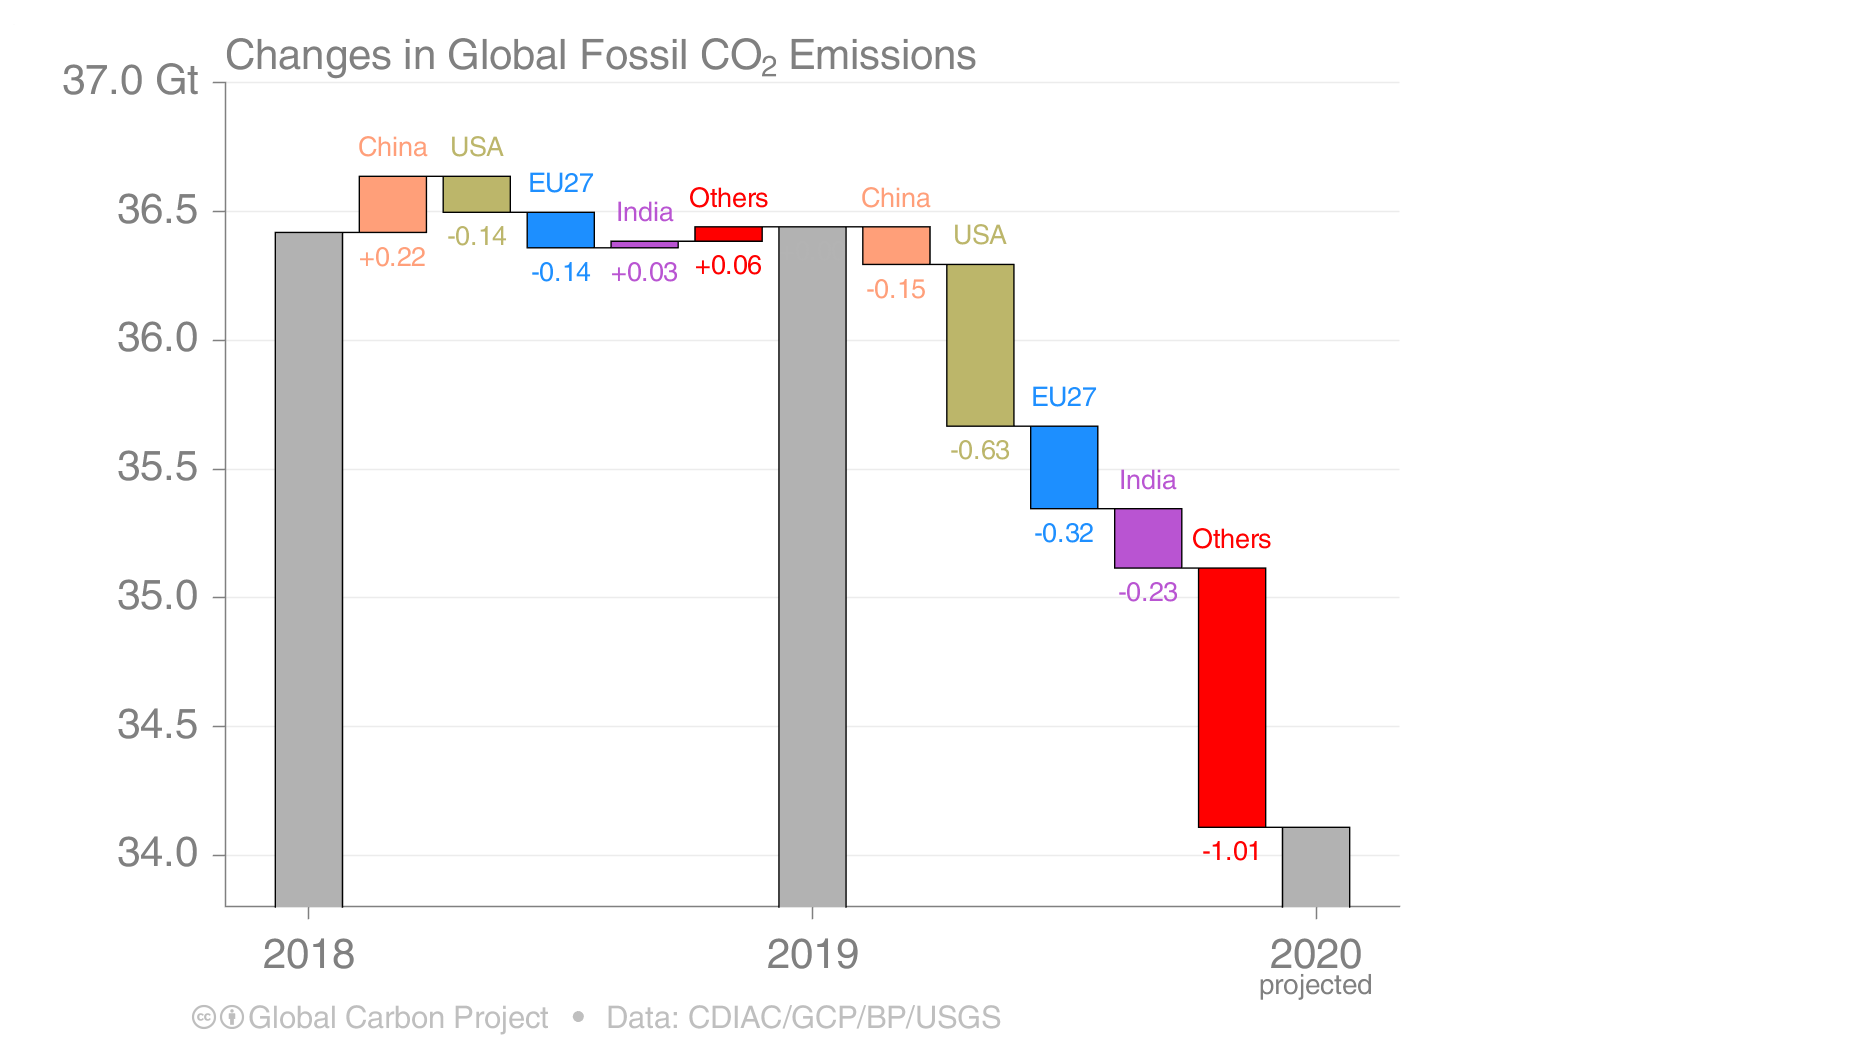 Changes in Global Fossil CO₂ Emissions
37.0 Gt
36.5
36.0
35.5
35.0
34.5
34.0
China
+0.22
USA
-0.14
EU27
-0.14
India
+0.03
Others
+0.06
China
-0.15
USA
-0.63
EU27
-0.32
India
-0.23
Others
-1.01
2018
2019
2020
projected
cc Global Carbon Project • Data: CDIAC/GCP/BP/USGS